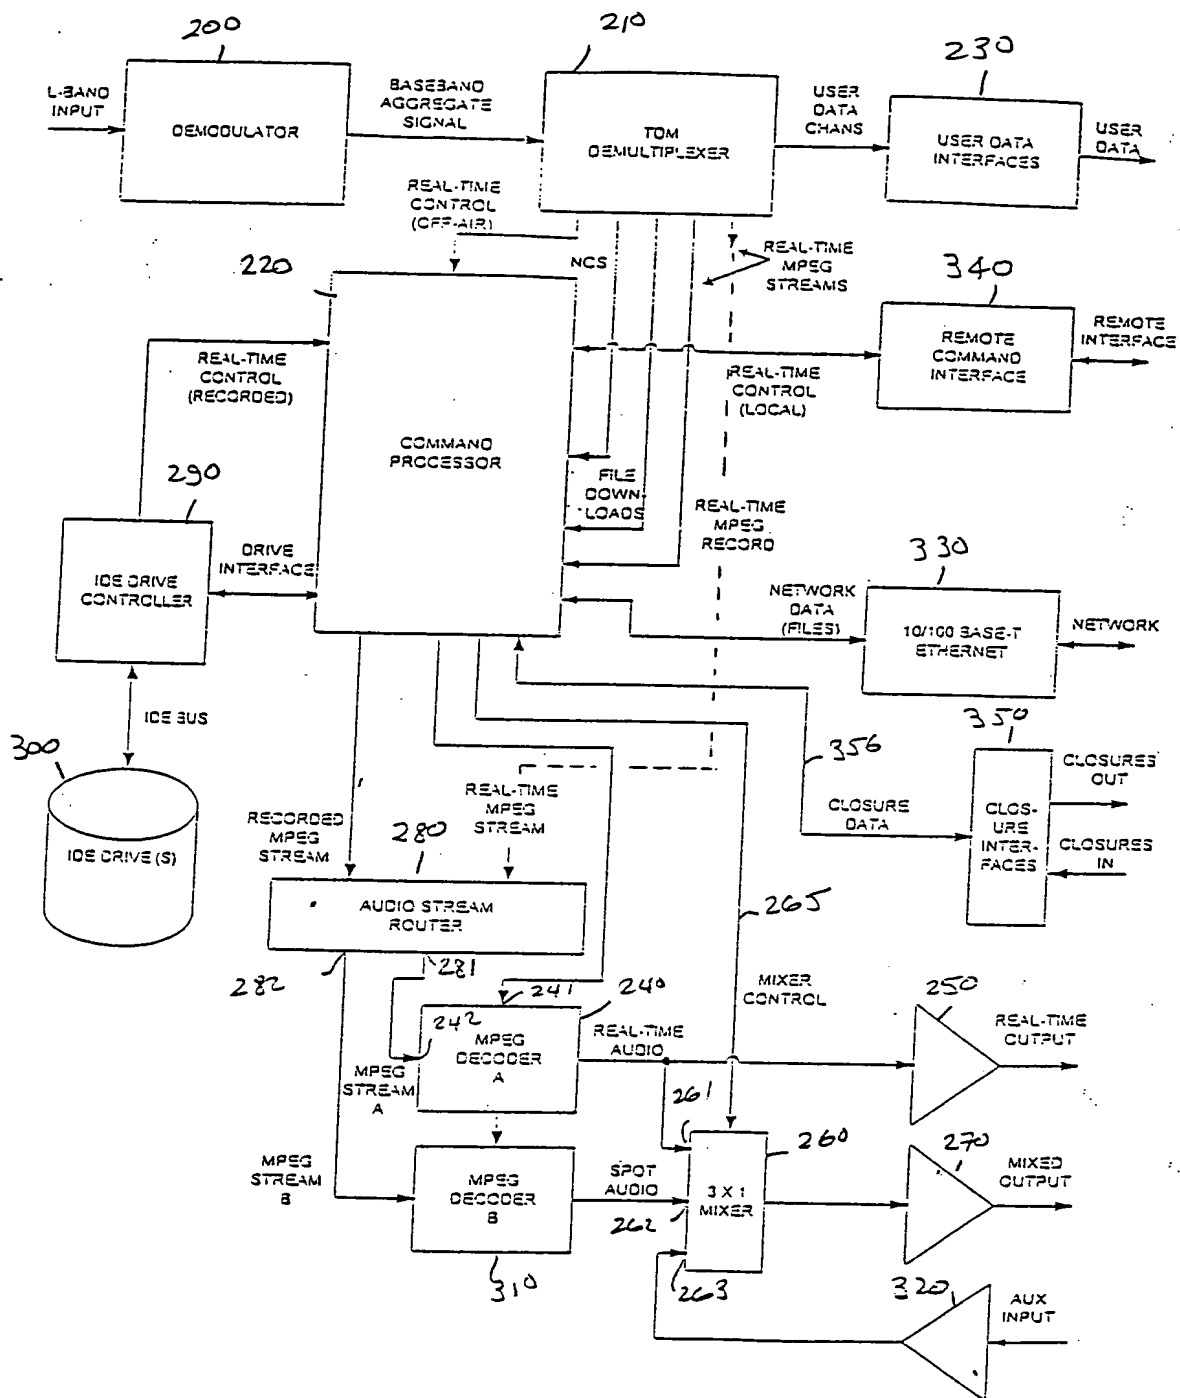 200
210
230
L-BAND
INPUT
DEMODULATOR
BASEBAND
AGGREGATE
SIGNAL
TDM
DEMULTIPLEXER
USER
DATA
CHANS
USER DATA
INTERFACES
USER
DATA
REAL-TIME
CONTROL
(OFF-AIR)
NCS
REAL-TIME
MPEG
STREAMS
220
340
REAL-TIME
CONTROL
(RECORDED)
REAL-TIME
CONTROL
(LOCAL)
REMOTE
COMMAND
INTERFACE
REMOTE
INTERFACE
COMMAND
PROCESSOR
290
FILE
DOWN-
LOADS
REAL-TIME
MPEG
RECORD
IDE DRIVE
CONTROLLER
DRIVE
INTERFACE
330
NETWORK
DATA
(FILES)
10/100 BASE-T
ETHERNET
NETWORK
IDE BUS
300
IDE DRIVE(S)
350
356
CLOSURES
OUT
CLOS-
URE
INTER-
FACES
CLOSURE
DATA
CLOSURES
IN
RECORDED
MPEG
STREAM
REAL-TIME
MPEG
STREAM
280
AUDIO STREAM
ROUTER
265
282
281
241
240
242
MPEG
DECODER
A
REAL-TIME
AUDIO
MIXER
CONTROL
250
REAL-TIME
OUTPUT
MPEG
STREAM
A
261
260
270
MPEG
STREAM
B
MPEG
DECODER
B
SPOT
AUDIO
3 X 1
MIXER
MIXED
OUTPUT
262
310
263
320
AUX
INPUT